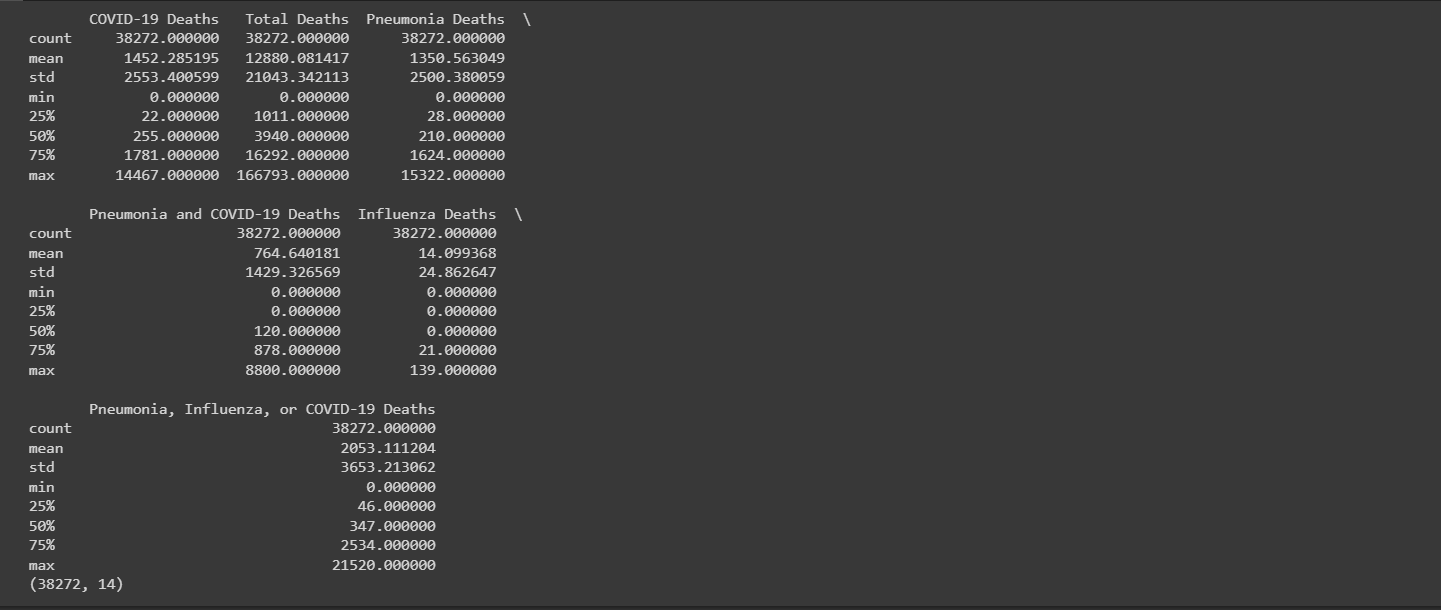 COVID-19 Deaths   Total Deaths  Pneumonia Deaths  \
count     38272.000000   38272.000000      38272.000000
mean       1452.285195   12880.081417       1350.563049
std        2553.400599   21043.342113       2500.380059
min           0.000000       0.000000          0.000000
25%          22.000000    1011.000000         28.000000
50%         255.000000    3940.000000        210.000000
75%        1781.000000   16292.000000       1624.000000
max       14467.000000  166793.000000      15322.000000
Pneumonia and COVID-19 Deaths  Influenza Deaths  \
count                   38272.000000      38272.000000
mean                      764.640181         14.099368
std                      1429.326569         24.862647
min                         0.000000          0.000000
25%                         0.000000          0.000000
50%                       120.000000          0.000000
75%                       878.000000         21.000000
max                      8800.000000        139.000000
Pneumonia, Influenza, or COVID-19 Deaths
count                              38272.000000
mean                                2053.111204
std                                 3653.213062
min                                    0.000000
25%                                   46.000000
50%                                  347.000000
75%                                 2534.000000
max                                21520.000000
(38272, 14)